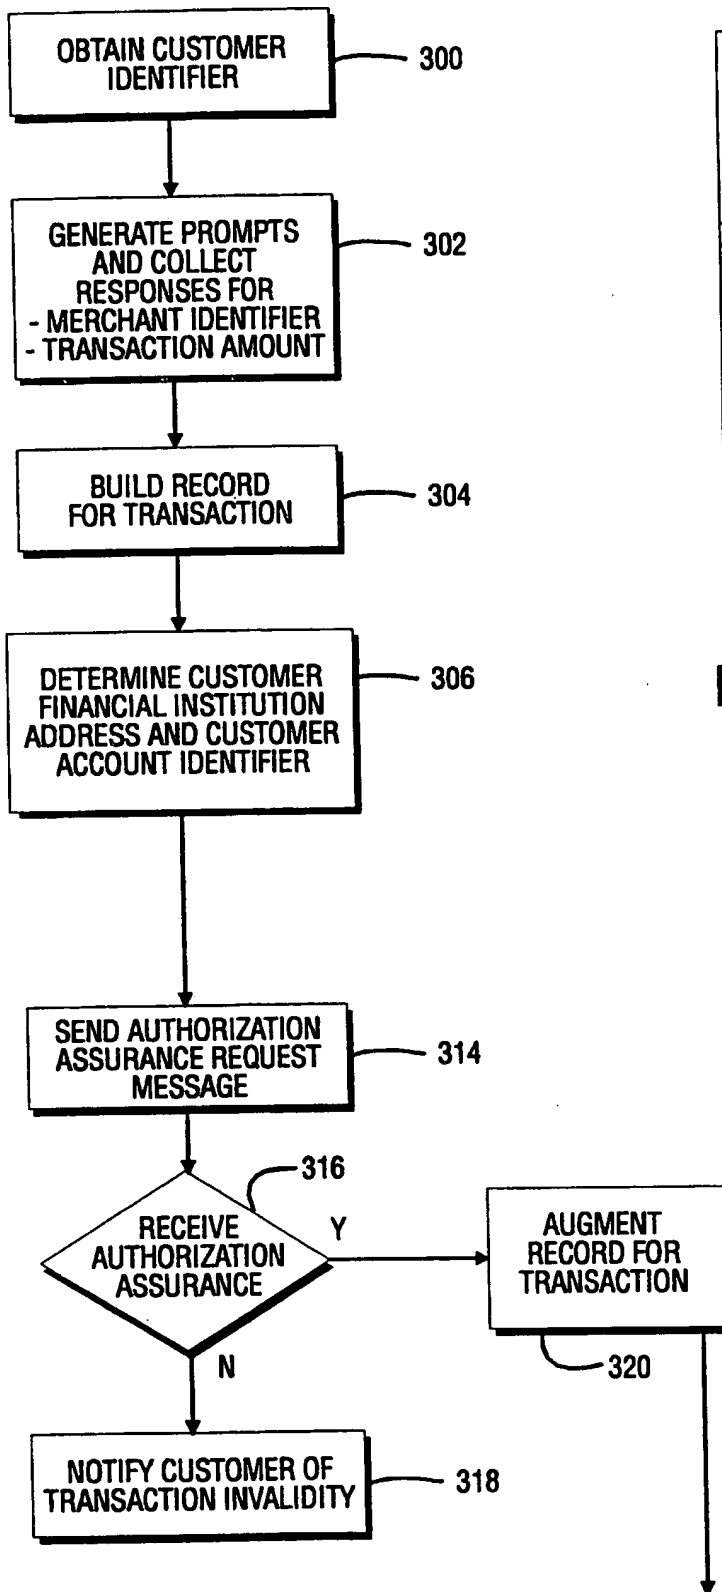 OBTAIN CUSTOMER
IDENTIFIER
300
GENERATE PROMPTS
AND COLLECT
RESPONSES FOR
- MERCHANT IDENTIFIER
- TRANSACTION AMOUNT
302
BUILD RECORD
FOR TRANSACTION
304
DETERMINE CUSTOMER
FINANCIAL INSTITUTION
ADDRESS AND CUSTOMER
ACCOUNT IDENTIFIER
306
SEND AUTHORIZATION
ASSURANCE REQUEST
MESSAGE
314
316
RECEIVE
AUTHORIZATION
ASSURANCE
Y
N
AUGMENT
RECORD FOR
TRANSACTION
320
NOTIFY CUSTOMER OF
TRANSACTION INVALIDITY
318